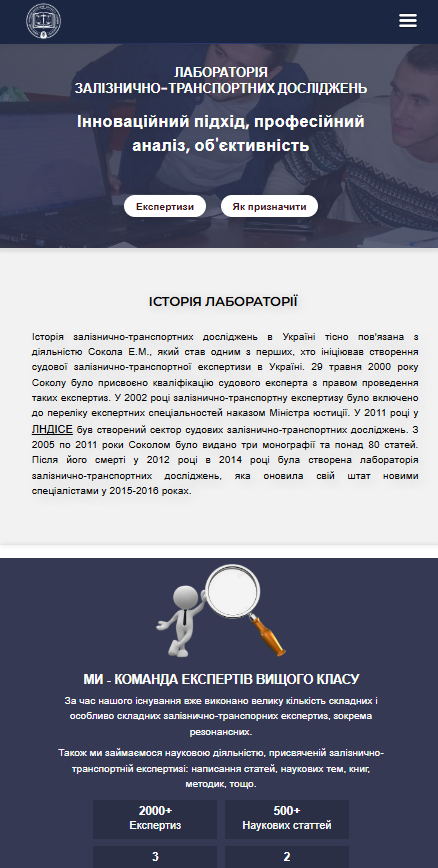 ЛАБОРАТОРІЯ
ЗАЛІЗНИЧНО-ТРАНСПОРТНИХ ДОСЛІДЖЕНЬ
Інноваційний підхід, професійний
аналіз, об'єктивність
Експертизи
Як призначити
ІСТОРІЯ ЛАБОРАТОРІЇ
Історія залізнично-транспортних досліджень в Україні тісно пов'язана з
діяльністю Сокола Е.М., який став одним з перших, хто ініціював створення
судової залізнично-транспортної експертизи в Україні. 29 травня 2000 року
Соколу було присвоєно кваліфікацію судового експерта з правом проведення
таких експертиз. У 2002 році залізнично-транспортну експертизу було включено
до переліку експертних спеціальностей наказом Міністра юстиції. У 2011 році у
ЛНДІСЕ був створений сектор судових залізнично-транспортних досліджень. З
2005 по 2011 роки Соколом було видано три монографії та понад 80 статей.
Після його смерті у 2012 році в 2014 році була створена лабораторія
залізнично-транспортних досліджень, яка оновила свій штат новими
спеціалістами у 2015-2016 роках.
МИ - КОМАНДА ЕКСПЕРТІВ ВИЩОГО КЛАСУ
За час нашого існування вже виконано велику кількість складних і
особливо складних залізнично-транспорних експертиз, зокрема
резонансних.
Також ми займаємося науковою діяльністю, присвяченій залізнично-
транспортній експертизі: написання статей, наукових тем, книг,
методик, тощо.
2000+
Експертиз
500+
Наукових статтей
3
2